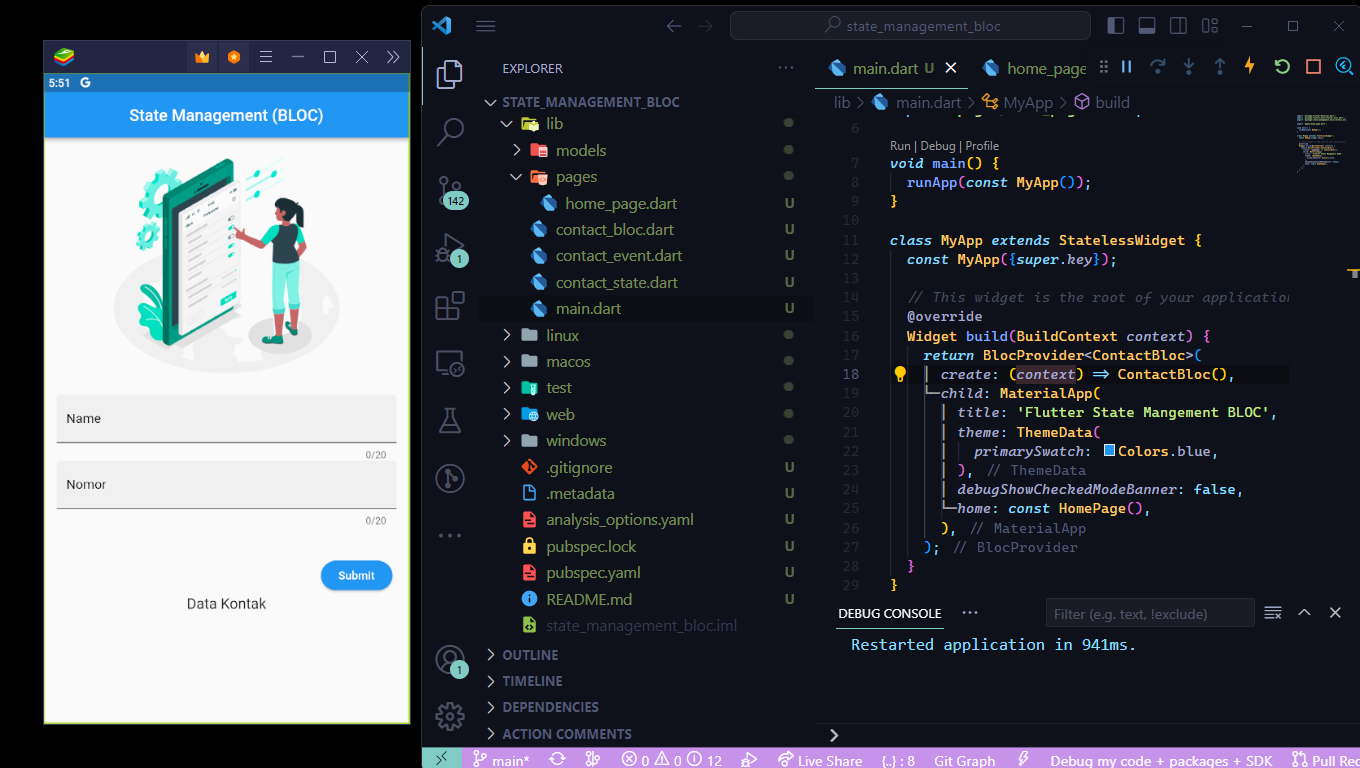 5:51 G
State Management (BLOC)
Name
0/20
Nomor
0/20
Submit
Data Kontak
state_management_bloc
EXPLORER
STATE_MANAGEMENT_BLOC
lib
models
pages
home_page.dart U
contact_bloc.dart U
contact_event.dart U
contact_state.dart U
main.dart U
linux
macos
test
web
windows
.gitignore U
.metadata U
analysis_options.yaml U
pubspec.lock U
pubspec.yaml U
README.md U
state_management_bloc.iml
OUTLINE
TIMELINE
DEPENDENCIES
ACTION COMMENTS
142
1
1
main.dart U
home_page
lib > main.dart > MyApp > build
6
Run | Debug | Profile
7 void main() {
8 runApp(const MyApp());
9 }
10
11 class MyApp extends StatelessWidget {
12 const MyApp({super.key});
13
14 // This widget is the root of your application
15 @override
16 Widget build(BuildContext context) {
17 return BlocProvider<ContactBloc>(
18 create: (context) => ContactBloc(),
19 child: MaterialApp(
20 title: 'Flutter State Mangement BLOC',
21 theme: ThemeData(
22 primarySwatch: Colors.blue,
23 ), // ThemeData
24 debugShowCheckedModeBanner: false,
25 home: const HomePage(),
26 ), // MaterialApp
27 ); // BlocProvider
28 }
29 }
DEBUG CONSOLE
Filter (e.g. text, !exclude)
Restarted application in 941ms.
main* 0 0 12 Live Share {..} : 8 Git Graph Debug my code + packages + SDK Pull Rec